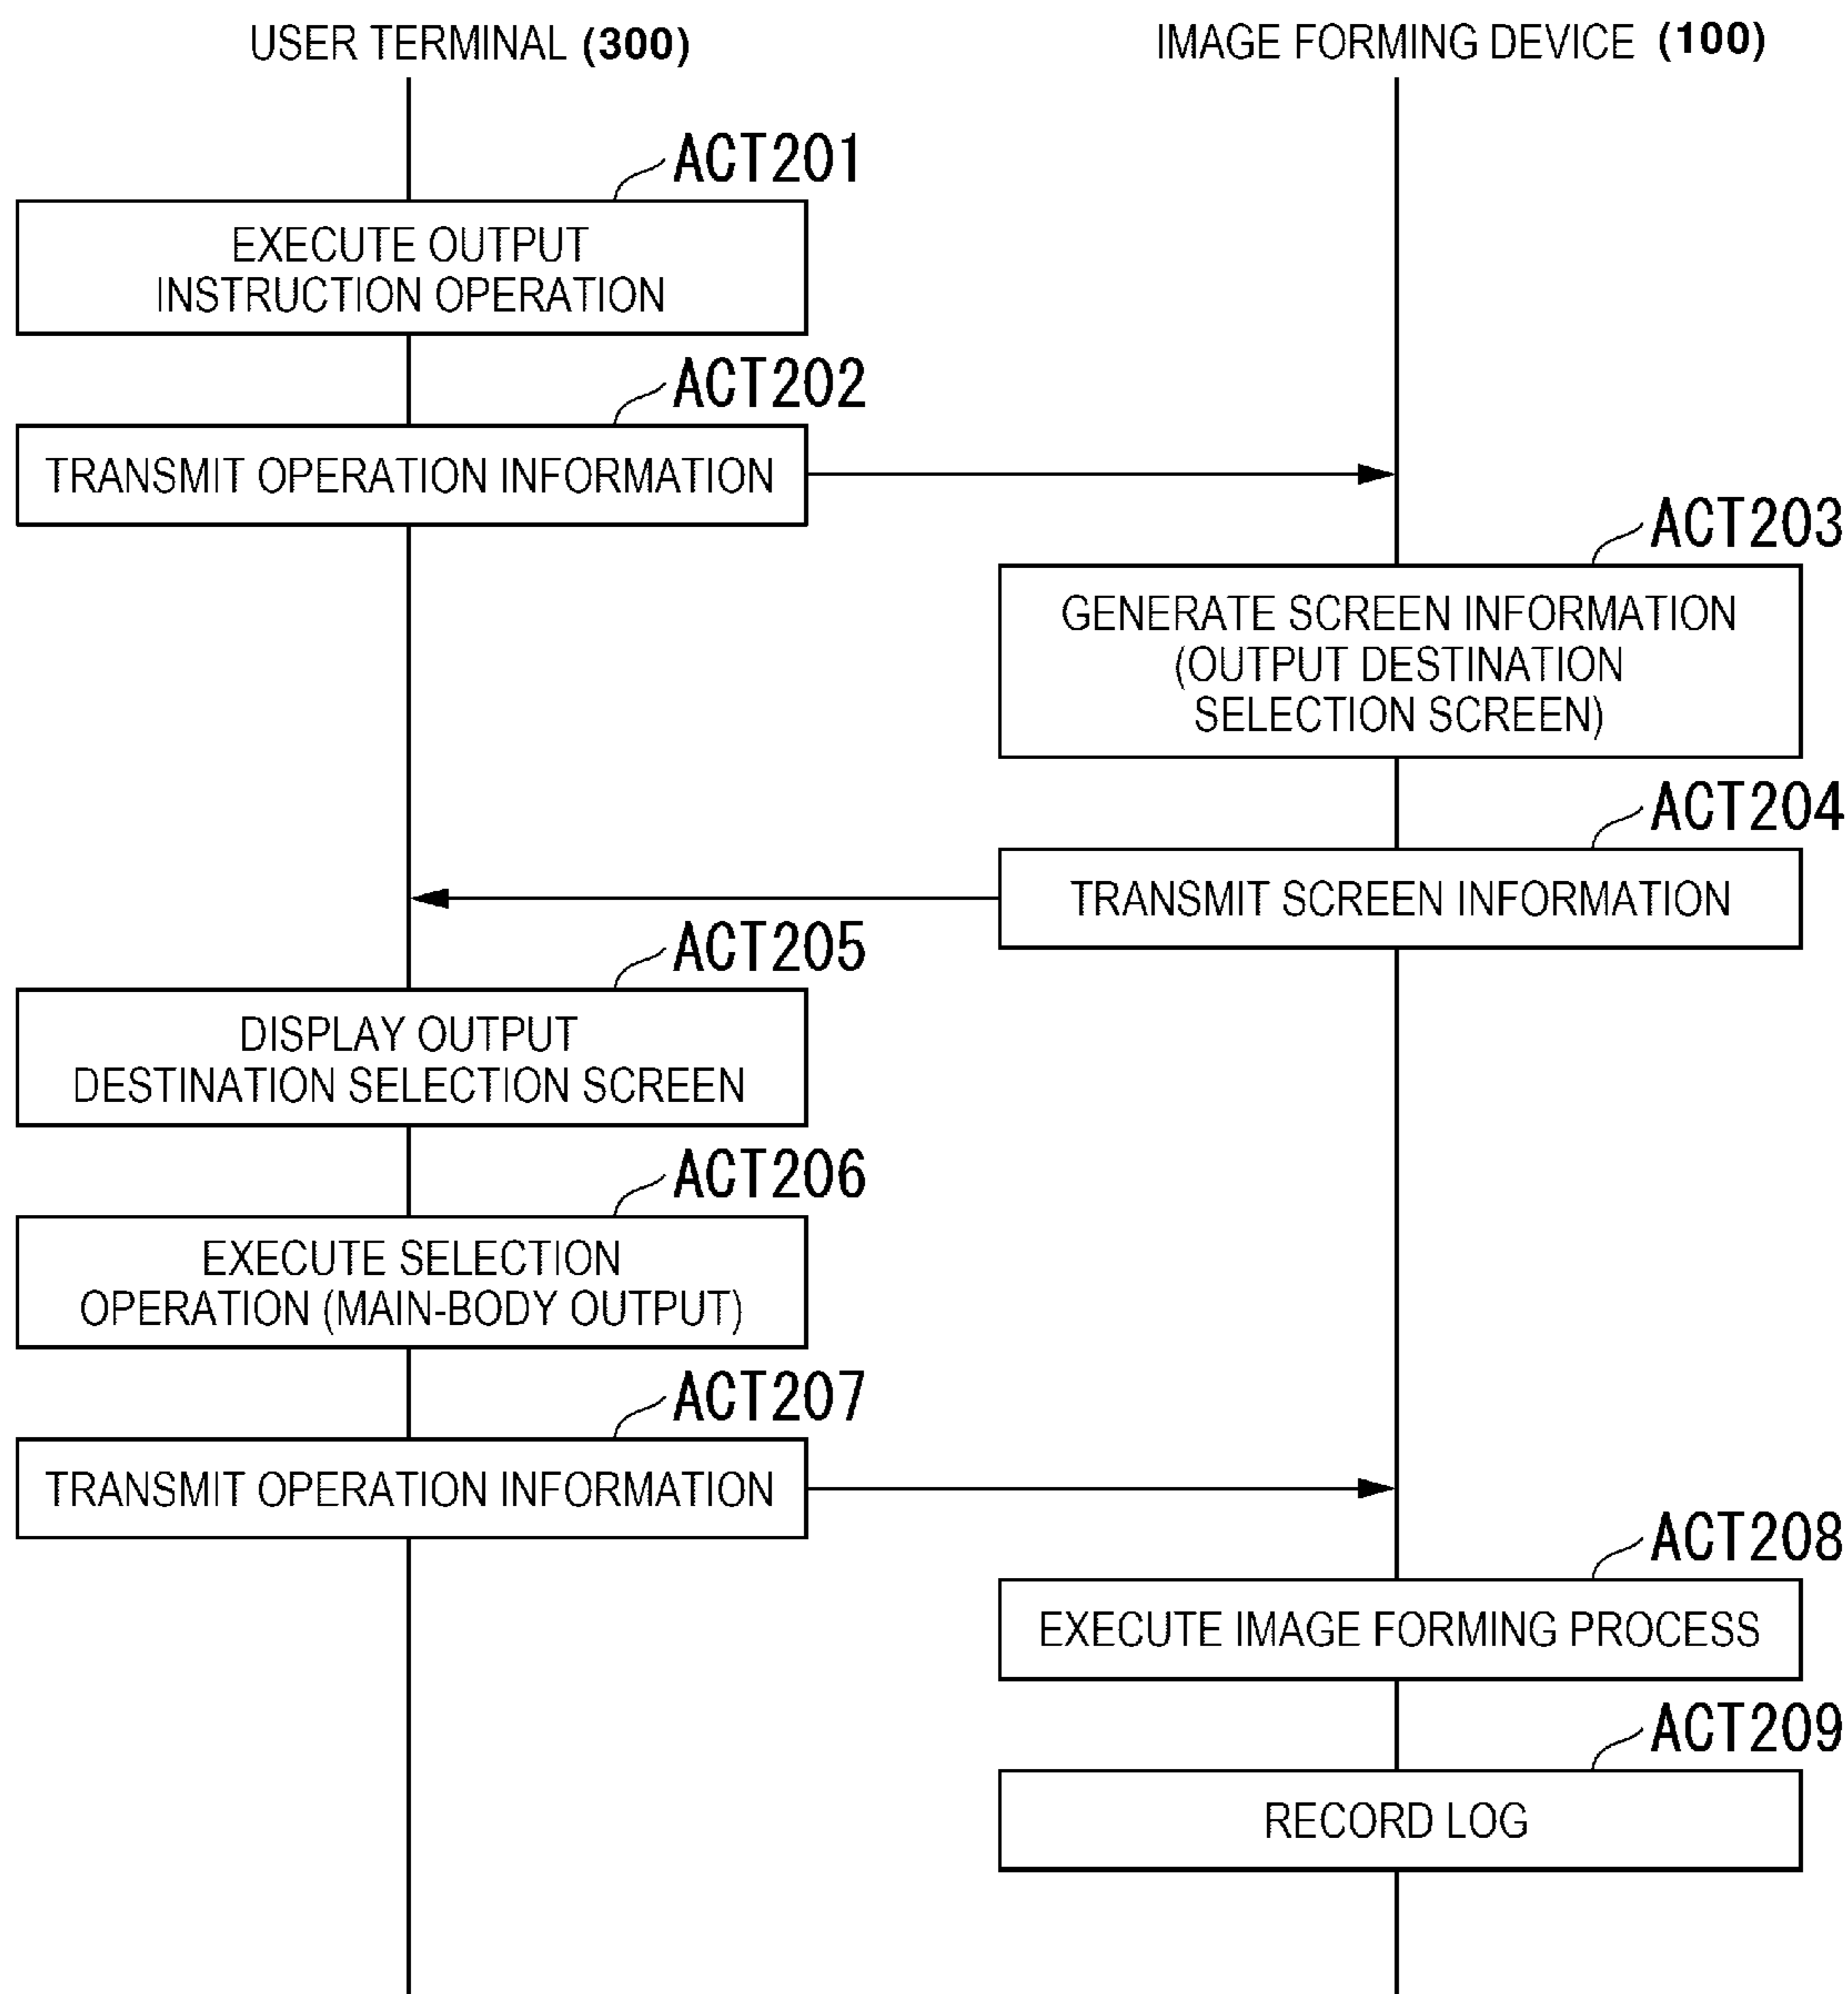 USER TERMINAL (300)
IMAGE FORMING DEVICE (100)
ACT201
EXECUTE OUTPUT
INSTRUCTION OPERATION
ACT202
TRANSMIT OPERATION INFORMATION
ACT203
GENERATE SCREEN INFORMATION
(OUTPUT DESTINATION
SELECTION SCREEN)
ACT204
TRANSMIT SCREEN INFORMATION
ACT205
DISPLAY OUTPUT
DESTINATION SELECTION SCREEN
ACT206
EXECUTE SELECTION
OPERATION (MAIN-BODY OUTPUT)
ACT207
TRANSMIT OPERATION INFORMATION
ACT208
EXECUTE IMAGE FORMING PROCESS
ACT209
RECORD LOG